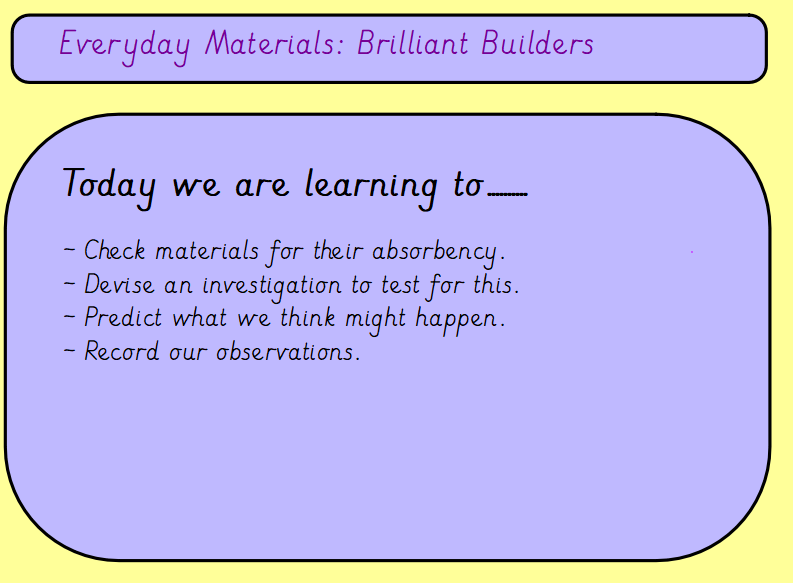 Everyday Materials: Brilliant Builders
Today we are learning to.......
- Check materials for their absorbency.
- Devise an investigation to test for this.
- Predict what we think might happen.
- Record our observations.